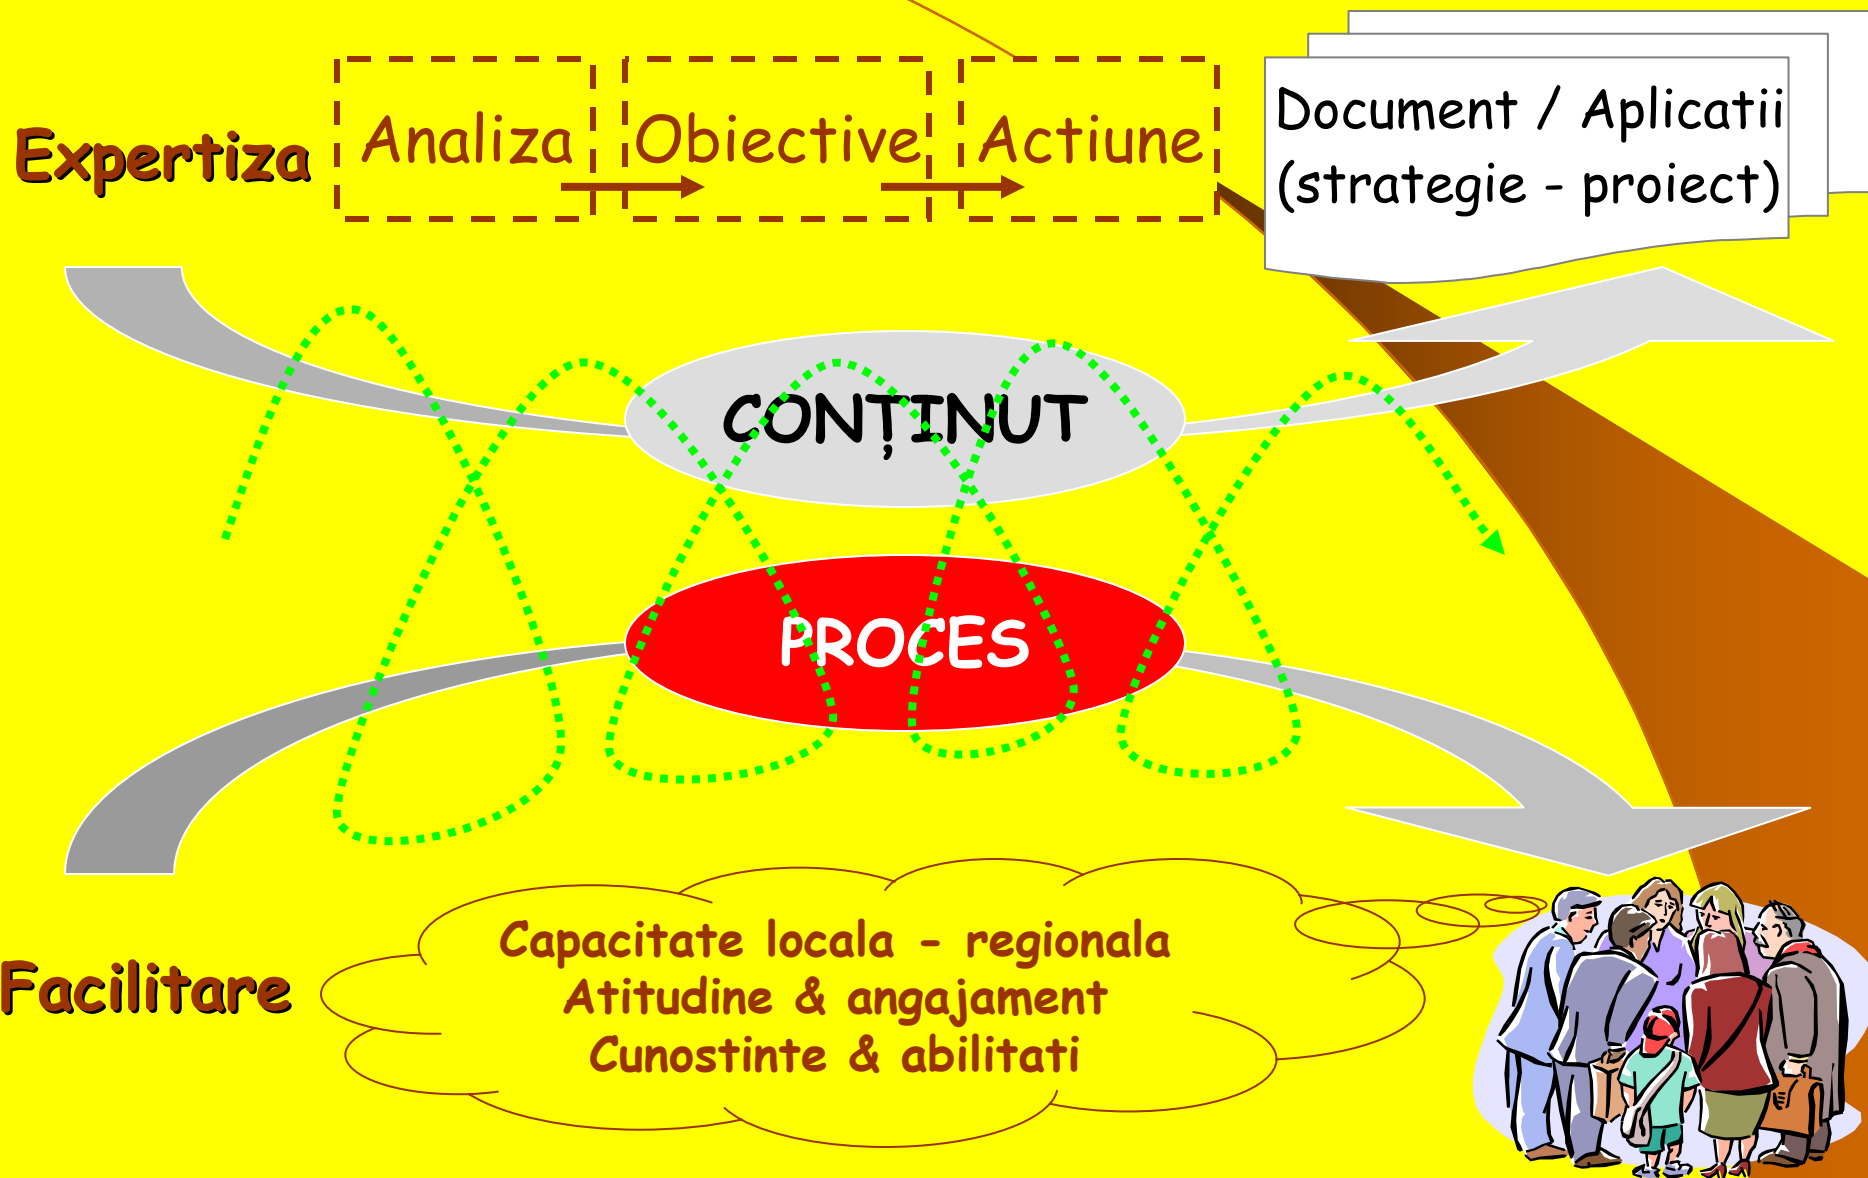 Expertiza
Analiza
Obiective
Actiune
Document / Aplicatii
(strategie - proiect)
CONȚINUT
PROCES
Facilitare
Capacitate locala - regionala
Atitudine & angajament
Cunostinte & abilitati